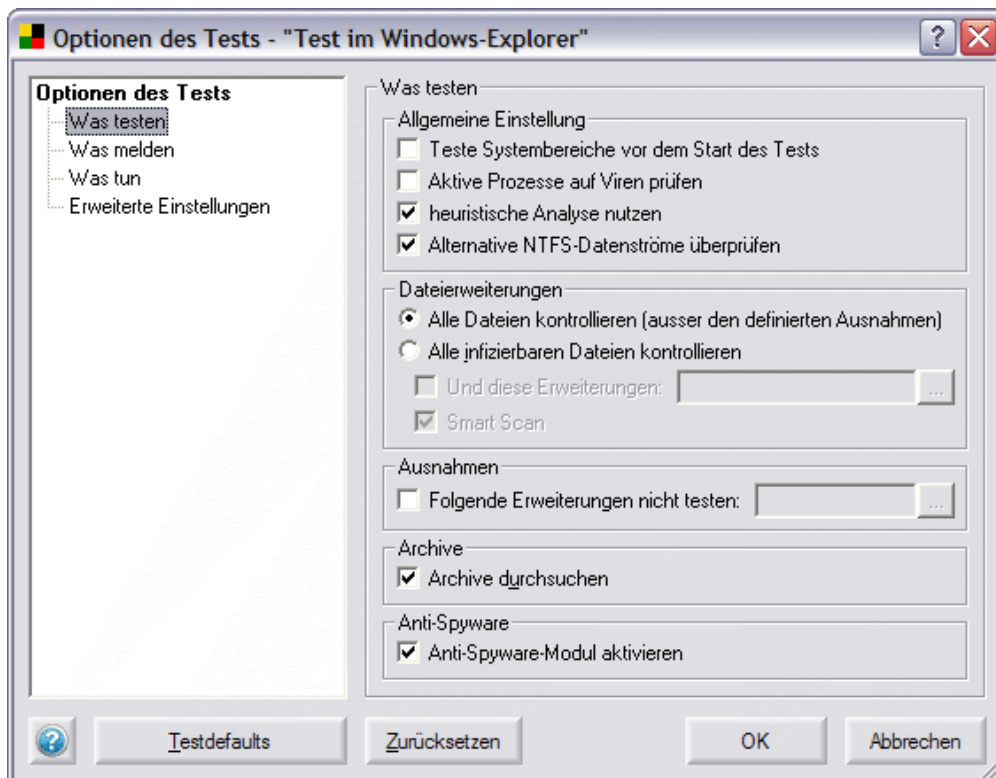 Optionen des Tests - "Test im Windows-Explorer"
Optionen des Tests
Was testen
Was melden
Was tun
Erweiterte Einstellungen
Was testen
Allgemeine Einstellung
Teste Systembereiche vor dem Start des Tests
Aktive Prozesse auf Viren prüfen
heuristische Analyse nutzen
Alternative NTFS-Datenströme überprüfen
Dateierweiterungen
Alle Dateien kontrollieren (ausser den definierten Ausnahmen)
Alle infizierbaren Dateien kontrollieren
Und diese Erweiterungen: ...
Smart Scan
Ausnahmen
Folgende Erweiterungen nicht testen: ...
Archive
Archive durchsuchen
Anti-Spyware
Anti-Spyware-Modul aktivieren
Testdefaults Zurücksetzen OK Abbrechen